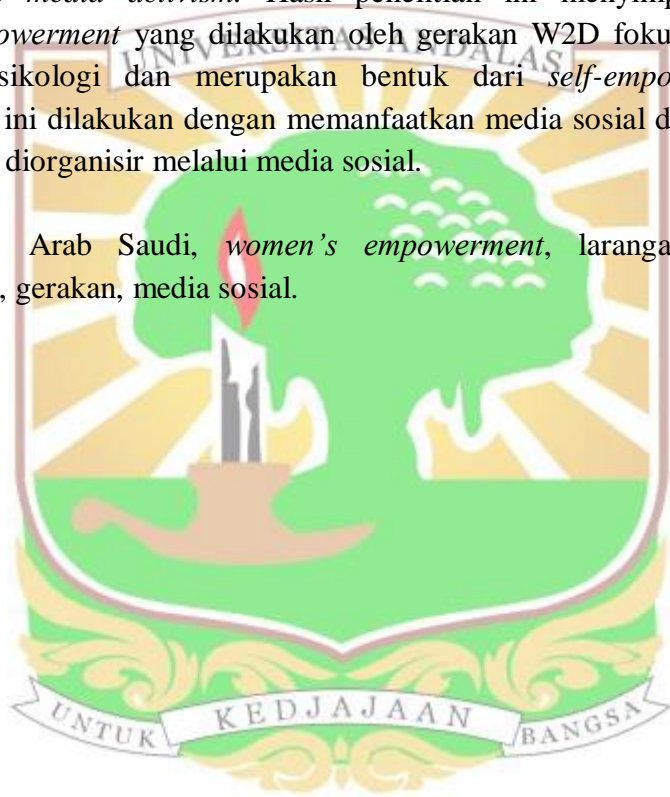 media activism. Hasil penelitian ini menyimp
powerment yang dilakukan oleh gerakan W2D foku
UNIVERSITAS ANDALAS
sikologi dan merupakan bentuk dari self-empo
ini dilakukan dengan memanfaatkan media sosial d
diorganisir melalui media sosial.
Arab Saudi, women's empowerment, laranga
, gerakan, media sosial.
UNTUK KEDJAJAAN BANGSA